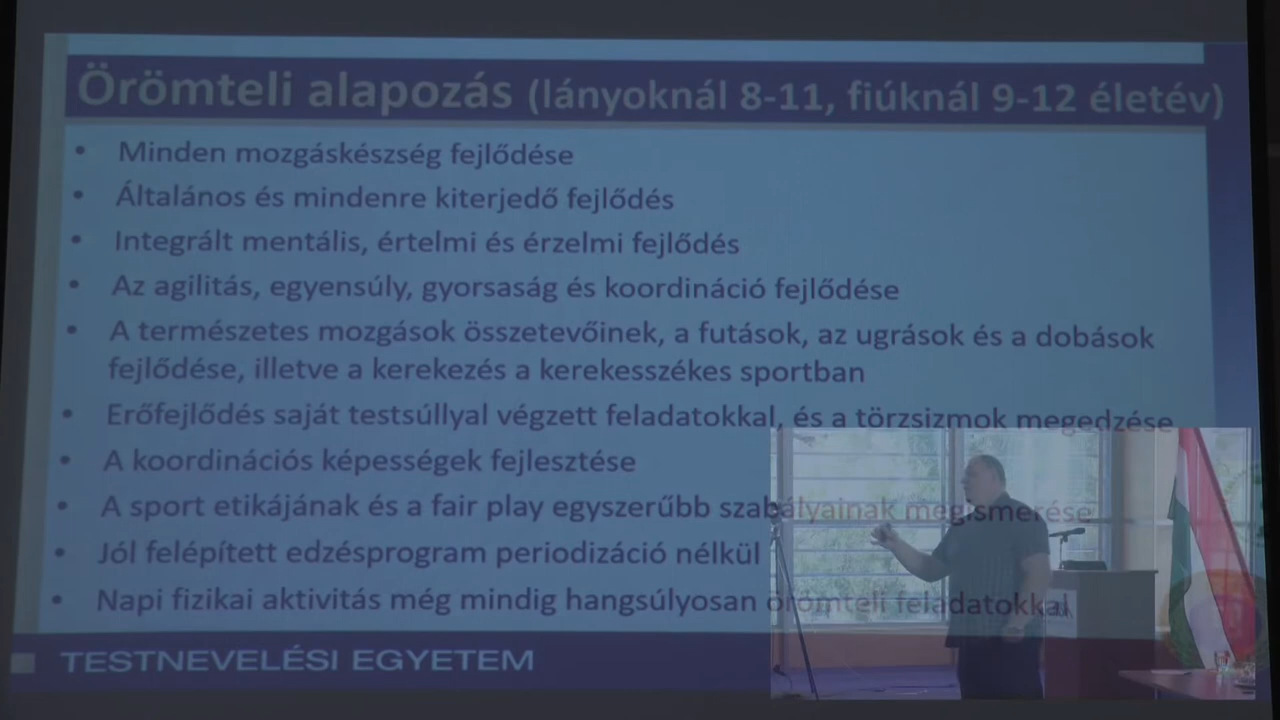 Örömteli alapozás (lányoknál 8-11, fiúknál 9-12 életév)
• Minden mozgáskészség fejlődése
• Általános és mindenre kiterjedő fejlődés
• Integrált mentális, értelmi és érzelmi fejlődés
• Az agilitás, egyensúly, gyorsaság és koordináció fejlődése
• A természetes mozgások összetevőinek, a futások, az ugrások és a dobások
fejlődése, illetve a kerekezés a kerekesszékes sportban
• Erőfejlődés saját testsúllyal végzett feladatokkal, és a törzsizmok megedzése
• A koordinációs képességek fejlesztése
• A sport etikájának és a fair play egyszerűbb szabályainak megismerése
• Jól felépített edzésprogram periodizáció nélkül
• Napi fizikai aktivitás még mindig hangsúlyosan örömteli feladatokkal
TESTNEVELÉSI EGYETEM